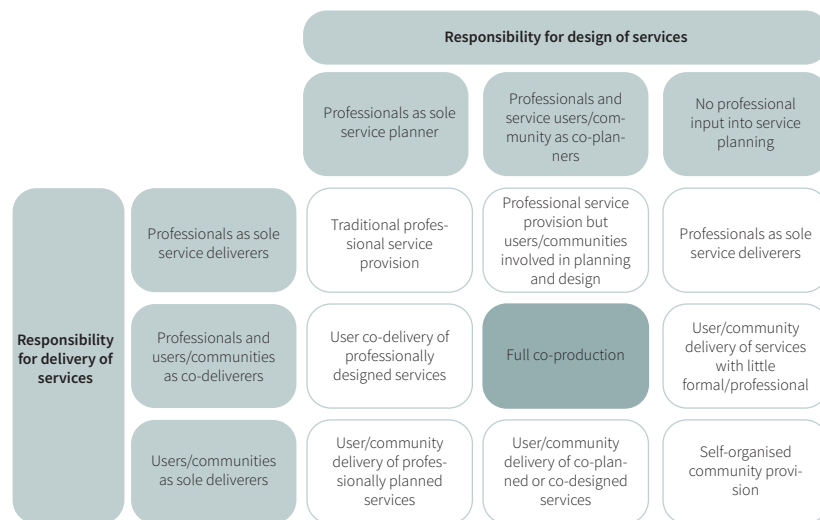 Responsibility for design of services
Professionals as sole
service planner
Professionals and
service users/com-
munity as co-plan-
ners
No professional
input into service
planning
Responsibility
for delivery of
services
Professionals as sole
service deliverers
Traditional profes-
sional service
provision
Professional service
provision but
users/communities
involved in planning
and design
Professionals as sole
service deliverers
Professionals and
users/communities
as co-deliverers
User co-delivery of
professionally
designed services
Full co-production
User/community
delivery of services
with little
formal/professional
Users/communities
as sole deliverers
User/community
delivery of profes-
sionally planned
services
User/community
delivery of co-plan-
ned or co-designed
services
Self-organised
community provi-
sion